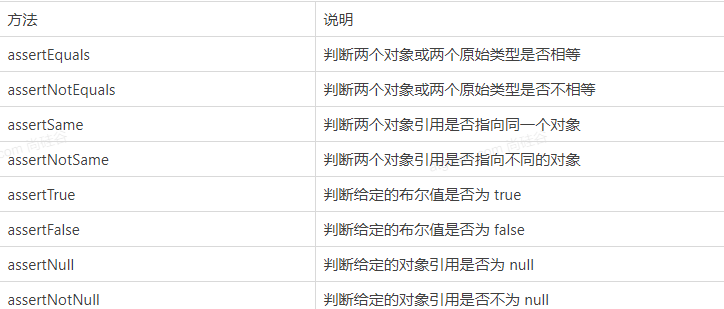 方法 说明
assertEquals 判断两个对象或两个原始类型是否相等
assertNotEquals 判断两个对象或两个原始类型是否不相等
assertSame 判断两个对象引用是否指向同一个对象
assertNotSame 判断两个对象引用是否指向不同的对象
assertTrue 判断给定的布尔值是否为 true
assertFalse 判断给定的布尔值是否为 false
assertNull 判断给定的对象引用是否为 null
assertNotNull 判断给定的对象引用是否不为 null